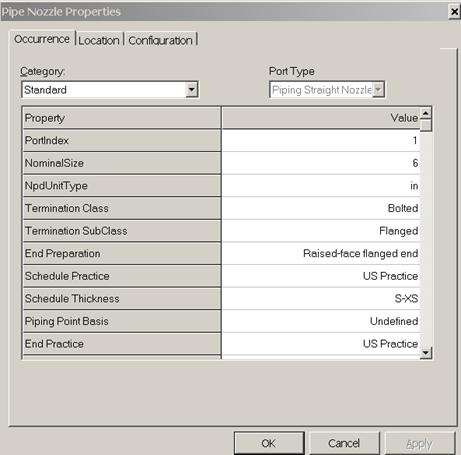 Pipe Nozzle Properties
Occurrence Location Configuration
Category: Port Type
Standard Piping Straight Nozzle
Property Value
PortIndex 1
NominalSize 6
NpdUnitType in
Termination Class Bolted
Termination SubClass Flanged
End Preparation Raised-face flanged end
Schedule Practice US Practice
Schedule Thickness S-XS
Piping Point Basis Undefined
End Practice US Practice
OK Cancel Apply